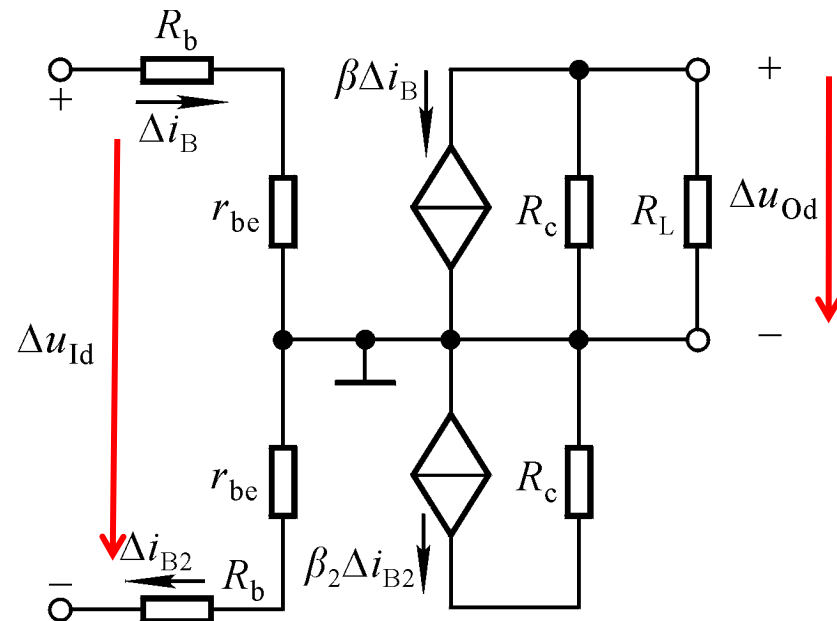 R_b
+
Δi_B
r_be
Δu_Id
r_be
Δi_B2
−
R_b
βΔi_B
R_c
R_L
+
Δu_Od
−
β_2Δi_B2
R_c